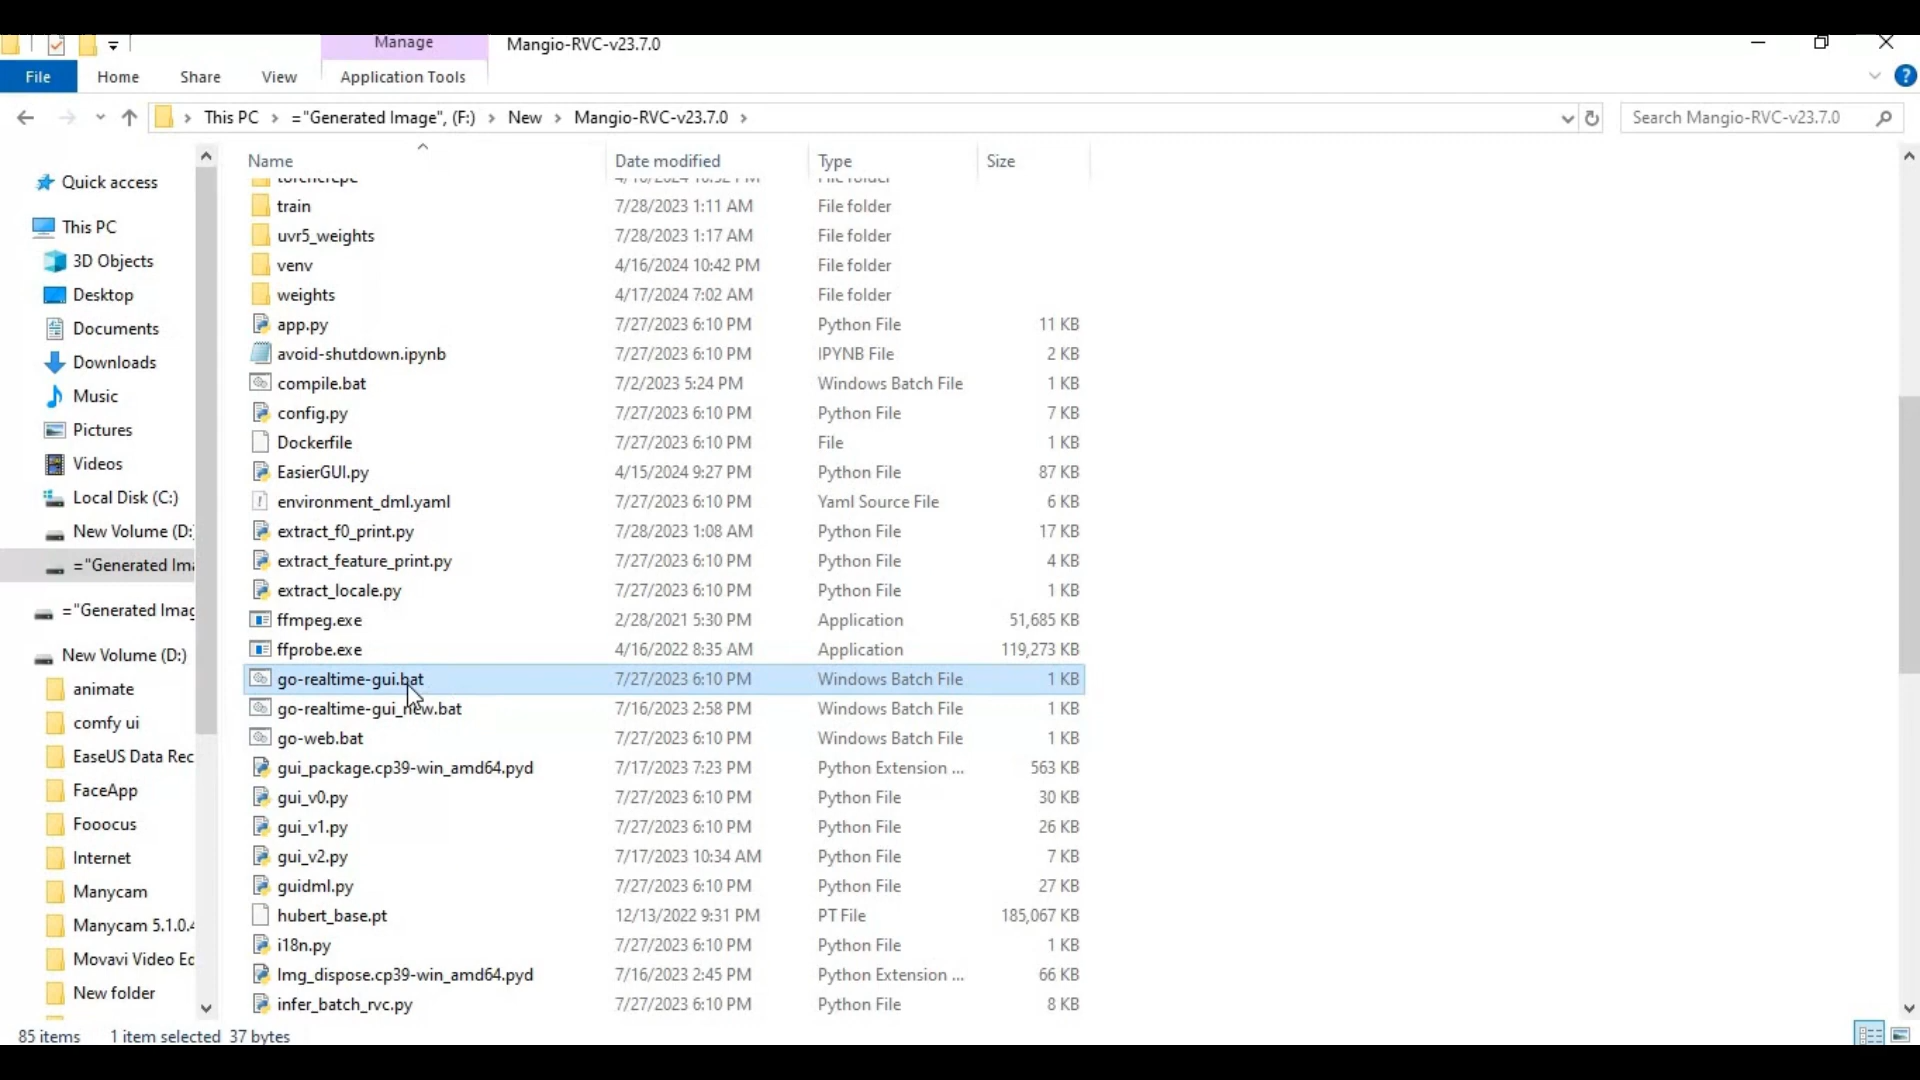 Manage
Mangio-RVC-v23.7.0
File
Home
Share
View
Application Tools
This PC
="Generated Image", (F:)
New
Mangio-RVC-v23.7.0
Search Mangio-RVC-v23.7.0
Name
Date modified
Type
Size
train 7/28/2023 1:11 AM File folder
uvr5_weights 7/28/2023 1:17 AM File folder
venv 4/16/2024 10:42 PM File folder
weights 4/17/2024 7:02 AM File folder
app.py 7/27/2023 6:10 PM Python File 11 KB
avoid-shutdown.ipynb 7/27/2023 6:10 PM IPYNB File 2 KB
compile.bat 7/2/2023 5:24 PM Windows Batch File 1 KB
config.py 7/27/2023 6:10 PM Python File 7 KB
Dockerfile 7/27/2023 6:10 PM File 1 KB
EasierGUI.py 4/15/2024 9:27 PM Python File 87 KB
environment_dml.yaml 7/27/2023 6:10 PM Yaml Source File 6 KB
extract_f0_print.py 7/28/2023 1:08 AM Python File 17 KB
extract_feature_print.py 7/27/2023 6:10 PM Python File 4 KB
extract_locale.py 7/27/2023 6:10 PM Python File 1 KB
ffmpeg.exe 2/28/2021 5:30 PM Application 51,685 KB
ffprobe.exe 4/16/2022 8:35 AM Application 119,273 KB
go-realtime-gui.bat 7/27/2023 6:10 PM Windows Batch File 1 KB
go-realtime-gui_new.bat 7/16/2023 2:58 PM Windows Batch File 1 KB
go-web.bat 7/27/2023 6:10 PM Windows Batch File 1 KB
gui_package.cp39-win_amd64.pyd 7/17/2023 7:23 PM Python Extension ... 563 KB
gui_v0.py 7/27/2023 6:10 PM Python File 30 KB
gui_v1.py 7/27/2023 6:10 PM Python File 26 KB
gui_v2.py 7/17/2023 10:34 AM Python File 7 KB
guidml.py 7/27/2023 6:10 PM Python File 27 KB
hubert_base.pt 12/13/2022 9:31 PM PT File 185,067 KB
i18n.py 7/27/2023 6:10 PM Python File 1 KB
Img_dispose.cp39-win_amd64.pyd 7/16/2023 2:45 PM Python Extension ... 66 KB
infer_batch_rvc.py 7/27/2023 6:10 PM Python File 8 KB
Quick access
This PC
3D Objects
Desktop
Documents
Downloads
Music
Pictures
Videos
Local Disk (C:)
New Volume (D:
="Generated Ima
="Generated Imag
New Volume (D:)
animate
comfy ui
EaseUS Data Rec
FaceApp
Fooocus
Internet
Manycam
Manycam 5.1.0.4
Movavi Video Ed
New folder
85 items
1 item selected 37 bytes